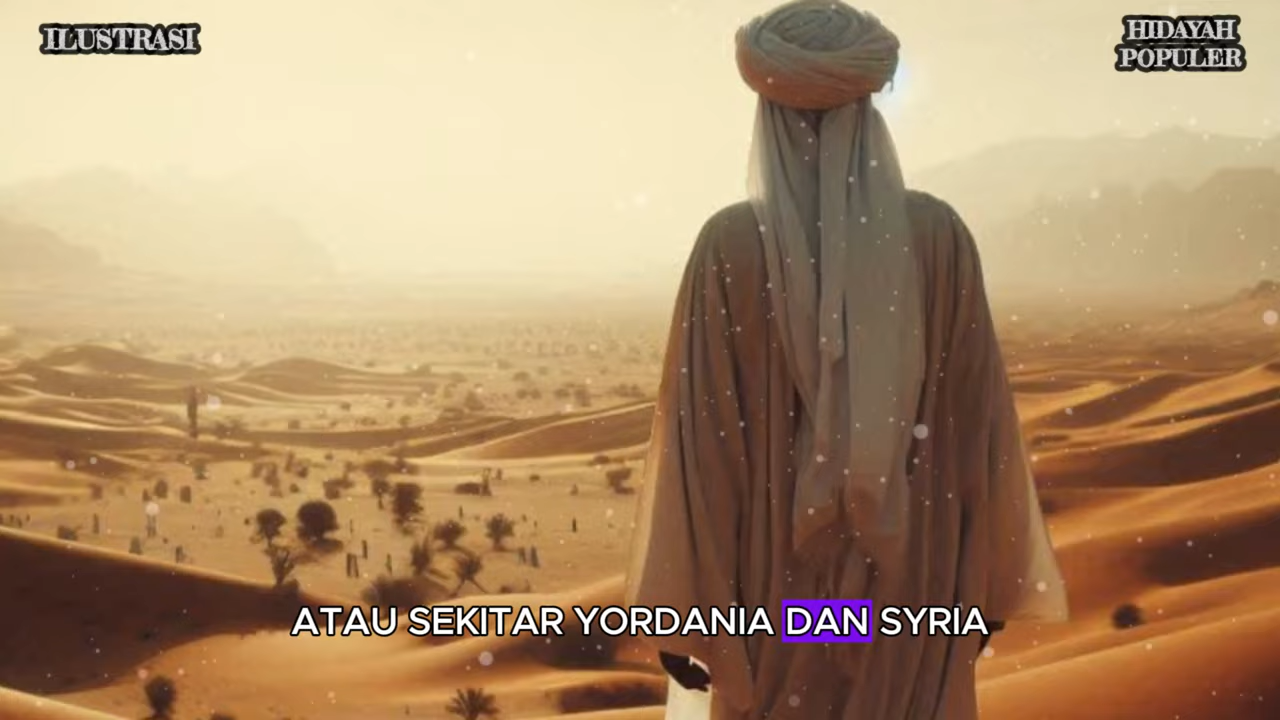 ILUSTRASI
HIDAYAH
POPULER
ATAU SEKITAR YORDANIA DAN SYRIA